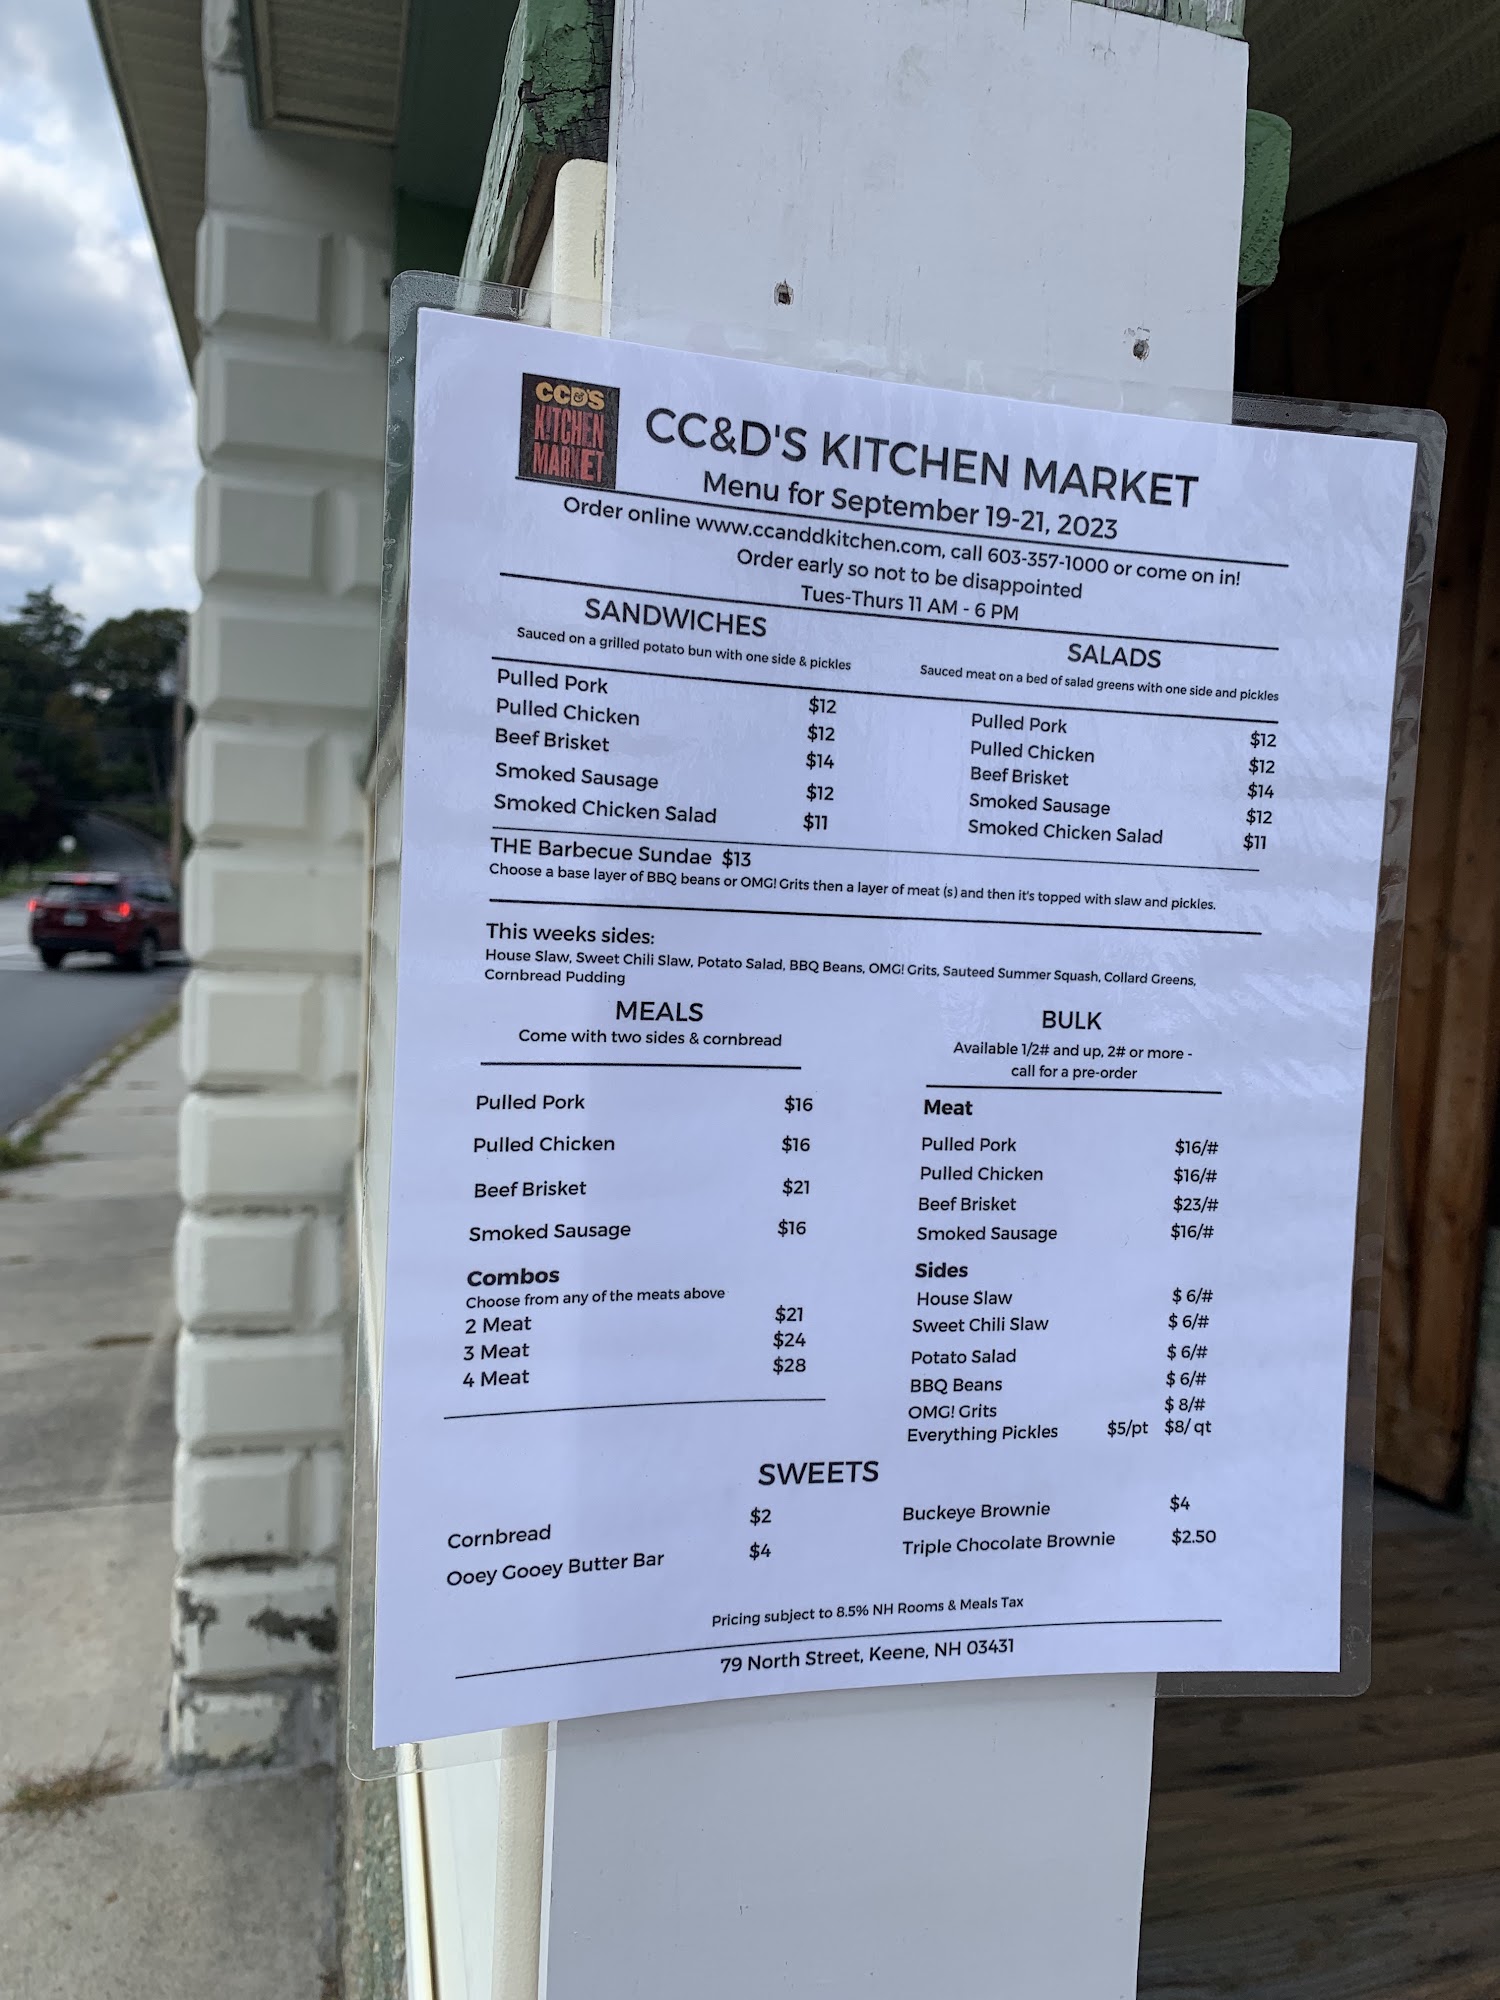 CC&D'S
KITCHEN
MARKET
CC&D'S KITCHEN MARKET
Menu for September 19-21, 2023
Order online www.ccanddkitchen.com, call 603-357-1000 or come on in!
Order early so not to be disappointed
Tues-Thurs 11 AM - 6 PM
SANDWICHES
Sauced on a grilled potato bun with one side & pickles
Pulled Pork $12
Pulled Chicken $12
Beef Brisket $14
Smoked Sausage $12
Smoked Chicken Salad $11
SALADS
Sauced meat on a bed of salad greens with one side and pickles
Pulled Pork $12
Pulled Chicken $12
Beef Brisket $14
Smoked Sausage $12
Smoked Chicken Salad $11
THE Barbecue Sundae $13
Choose a base layer of BBQ beans or OMG! Grits then a layer of meat (s) and then it's topped with slaw and pickles.
This weeks sides:
House Slaw, Sweet Chili Slaw, Potato Salad, BBQ Beans, OMG! Grits, Sauteed Summer Squash, Collard Greens,
Cornbread Pudding
MEALS
Come with two sides & cornbread
Pulled Pork $16
Pulled Chicken $16
Beef Brisket $21
Smoked Sausage $16
Combos
Choose from any of the meats above
2 Meat $21
3 Meat $24
4 Meat $28
BULK
Available 1/2# and up, 2# or more -
call for a pre-order
Meat
Pulled Pork $16/#
Pulled Chicken $16/#
Beef Brisket $23/#
Smoked Sausage $16/#
Sides
House Slaw $ 6/#
Sweet Chili Slaw $ 6/#
Potato Salad $ 6/#
BBQ Beans $ 6/#
OMG! Grits $ 8/#
Everything Pickles $5/pt $8/ qt
SWEETS
Cornbread $2
Ooey Gooey Butter Bar $4
Buckeye Brownie $4
Triple Chocolate Brownie $2.50
Pricing subject to 8.5% NH Rooms & Meals Tax
79 North Street, Keene, NH 03431